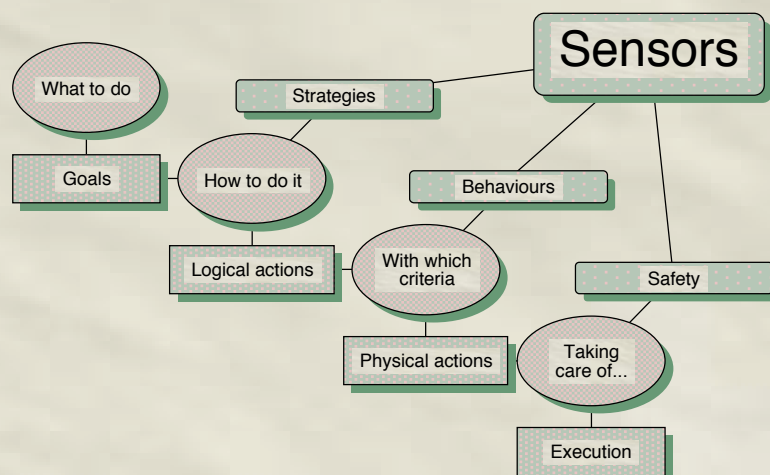 Sensors
What to do
Strategies
Goals
How to do it
Behaviours
Logical actions
With which
criteria
Safety
Physical actions
Taking
care of...
Execution